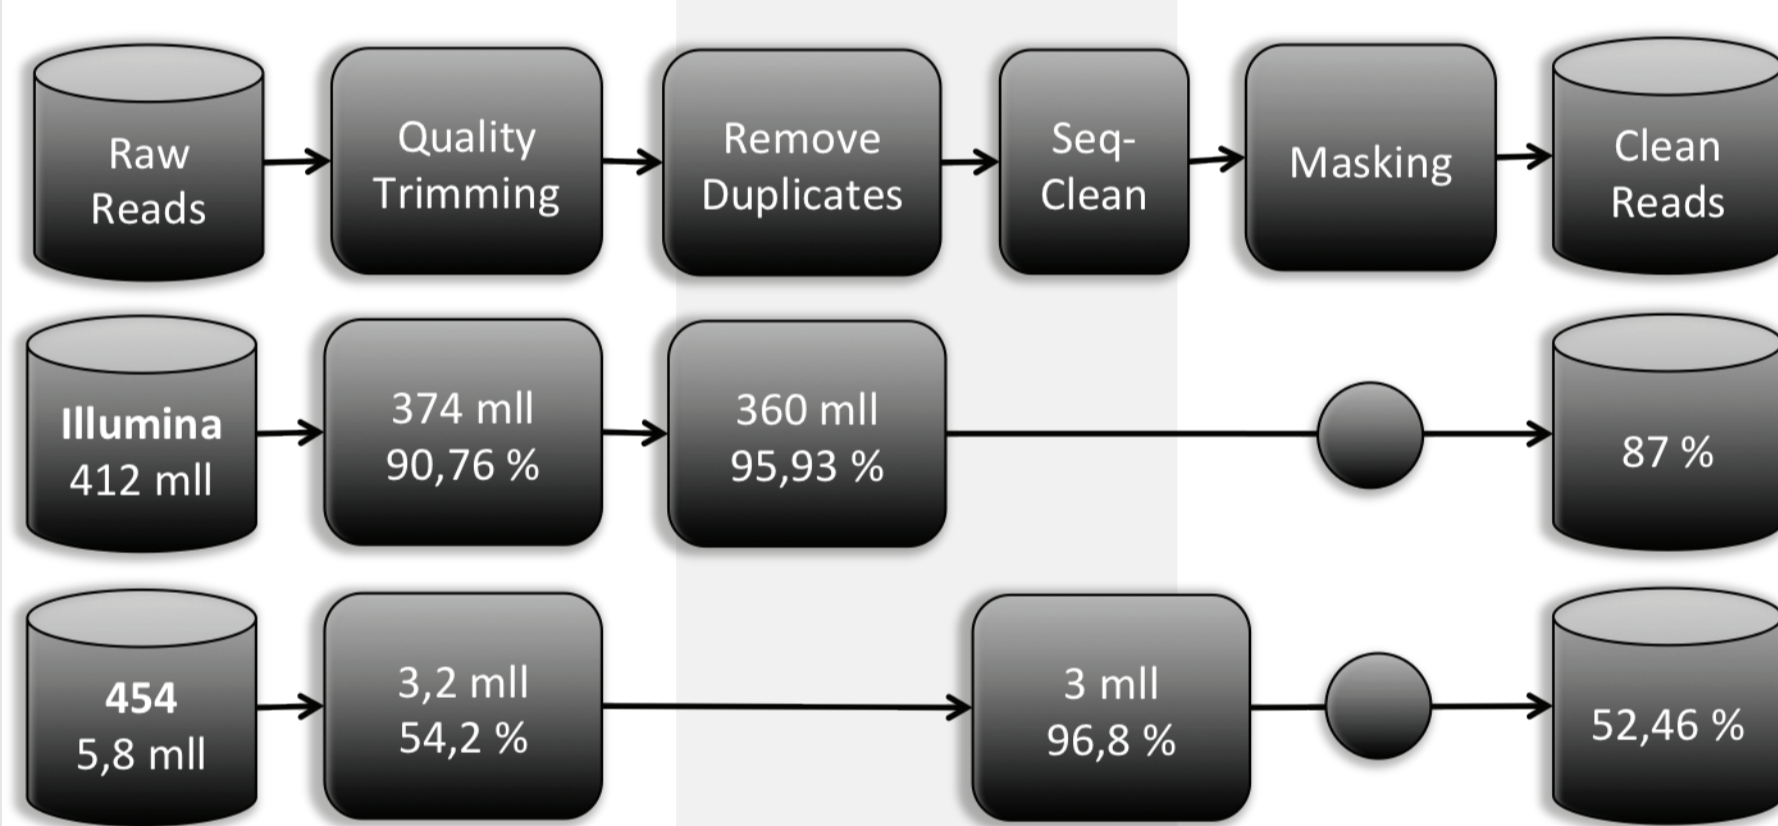 Raw
Reads
Quality
Trimming
Remove
Duplicates
Seq-
Clean
Masking
Clean
Reads
Illumina
412 mll
374 mll
90,76 %
360 mll
95,93 %
87 %
454
5,8 mll
3,2 mll
54,2 %
3 mll
96,8 %
52,46 %